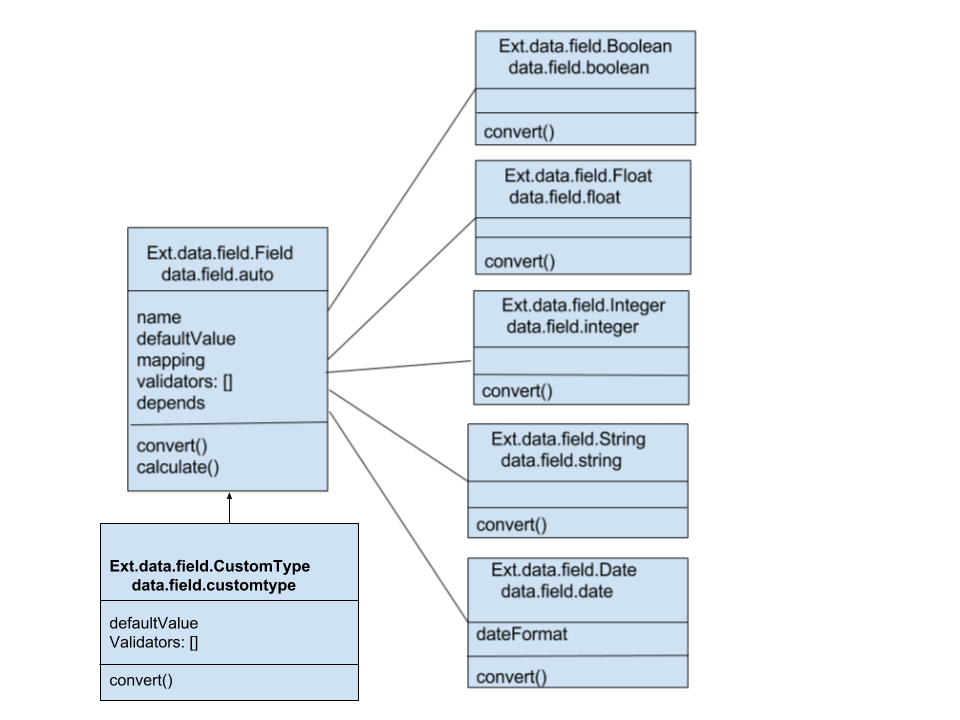 Ext.data.field.Boolean
data.field.boolean
convert()
Ext.data.field.Float
data.field.float
convert()
Ext.data.field.Field
data.field.auto
name
defaultValue
mapping
validators: []
depends
convert()
calculate()
Ext.data.field.Integer
data.field.integer
convert()
Ext.data.field.String
data.field.string
convert()
Ext.data.field.CustomType
data.field.customtype
defaultValue
Validators: []
convert()
Ext.data.field.Date
data.field.date
dateFormat
convert()